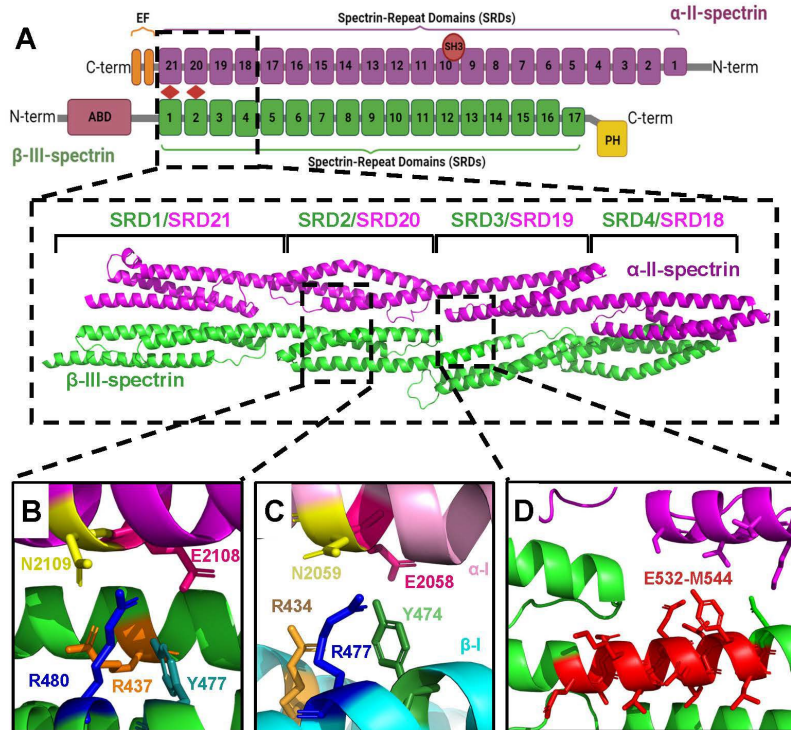 A
EF
Spectrin-Repeat Domains (SRDs)
α-II-spectrin
SH3
C-term 21 20 19 18 17 16 15 14 13 12 11 10 9 8 7 6 5 4 3 2 1 N-term
N-term ABD 1 2 3 4 5 6 7 8 9 10 11 12 13 14 15 16 17 C-term
PH
β-III-spectrin
Spectrin-Repeat Domains (SRDs)
SRD1/SRD21 SRD2/SRD20 SRD3/SRD19 SRD4/SRD18
α-II-spectrin
β-III-spectrin
B
N2109
E2108
R480
R437
Y477
C
N2059
E2058
α-I
R434
Y474
R477
β-I
D
E532-M544